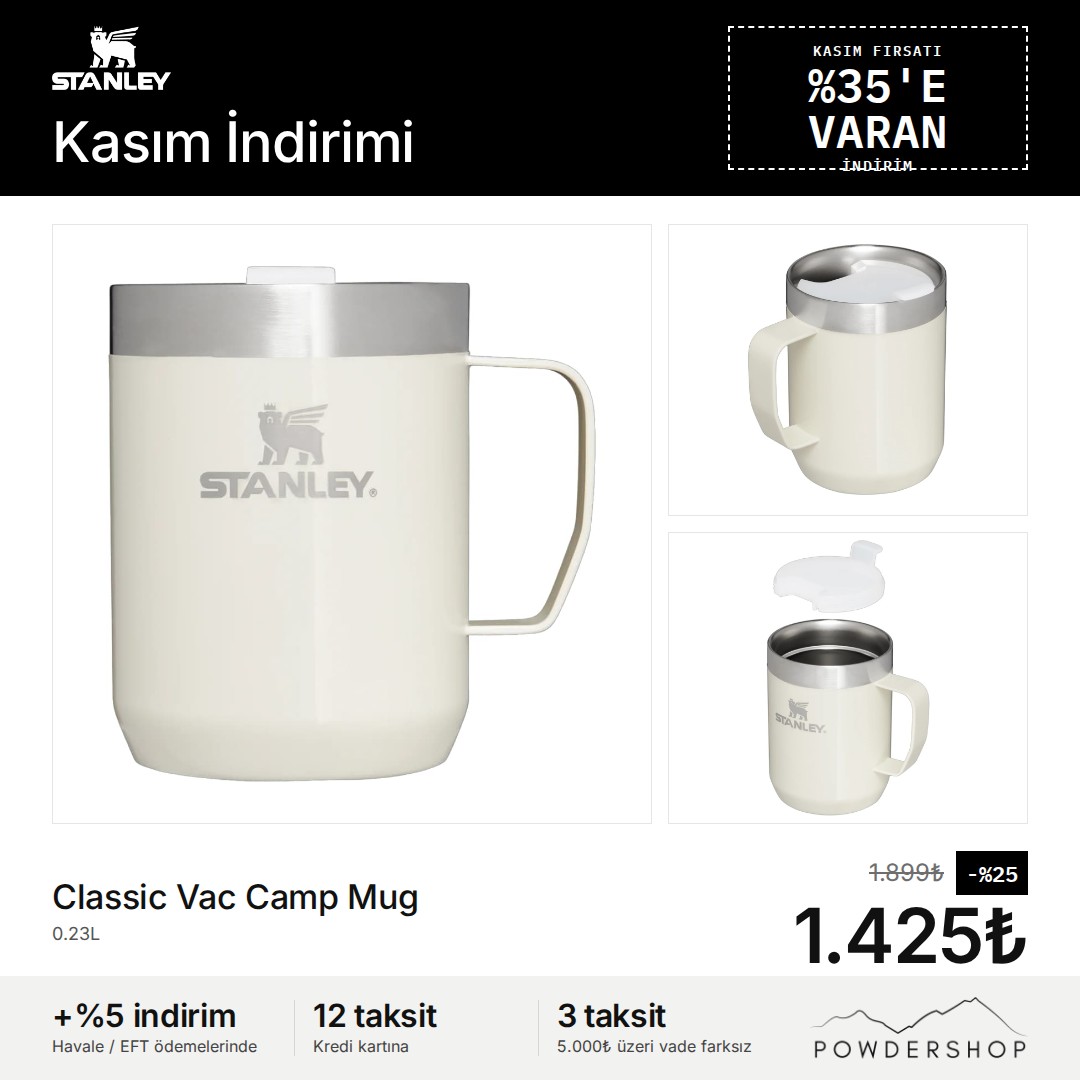 STANLEY
Kasım İndirimi
KASIM FIRSATI
%35'E
VARAN
İNDİRİM
STANLEY®
STANLEY
Classic Vac Camp Mug
0.23L
1.899₺
-%25
1.425₺
+%5 indirim
Havale / EFT ödemelerinde
12 taksit
Kredi kartına
3 taksit
5.000₺ üzeri vade farksız
POWDERSHOP